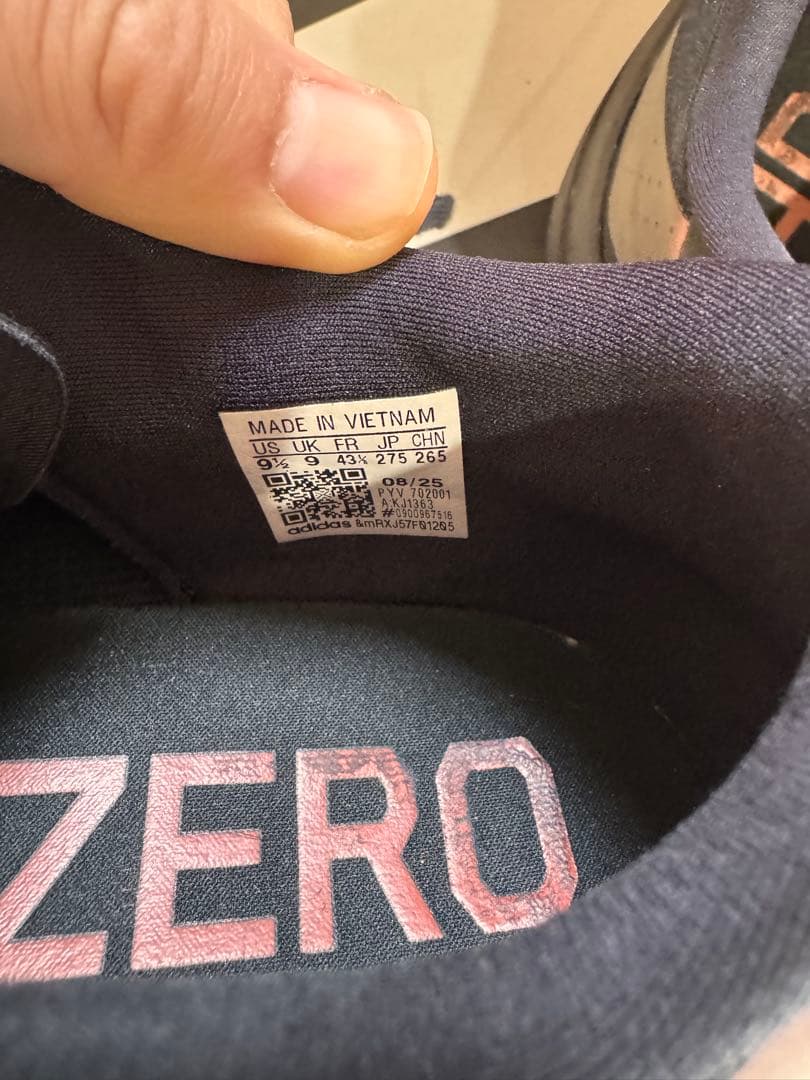 MADE IN VIETNAM
US UK FR JP CHN
9½ 9 43⅓ 275 265
08/25
PYV 702001
A:KJ1363
#0900967516
adidas &mRXJ57F01205
ZERO